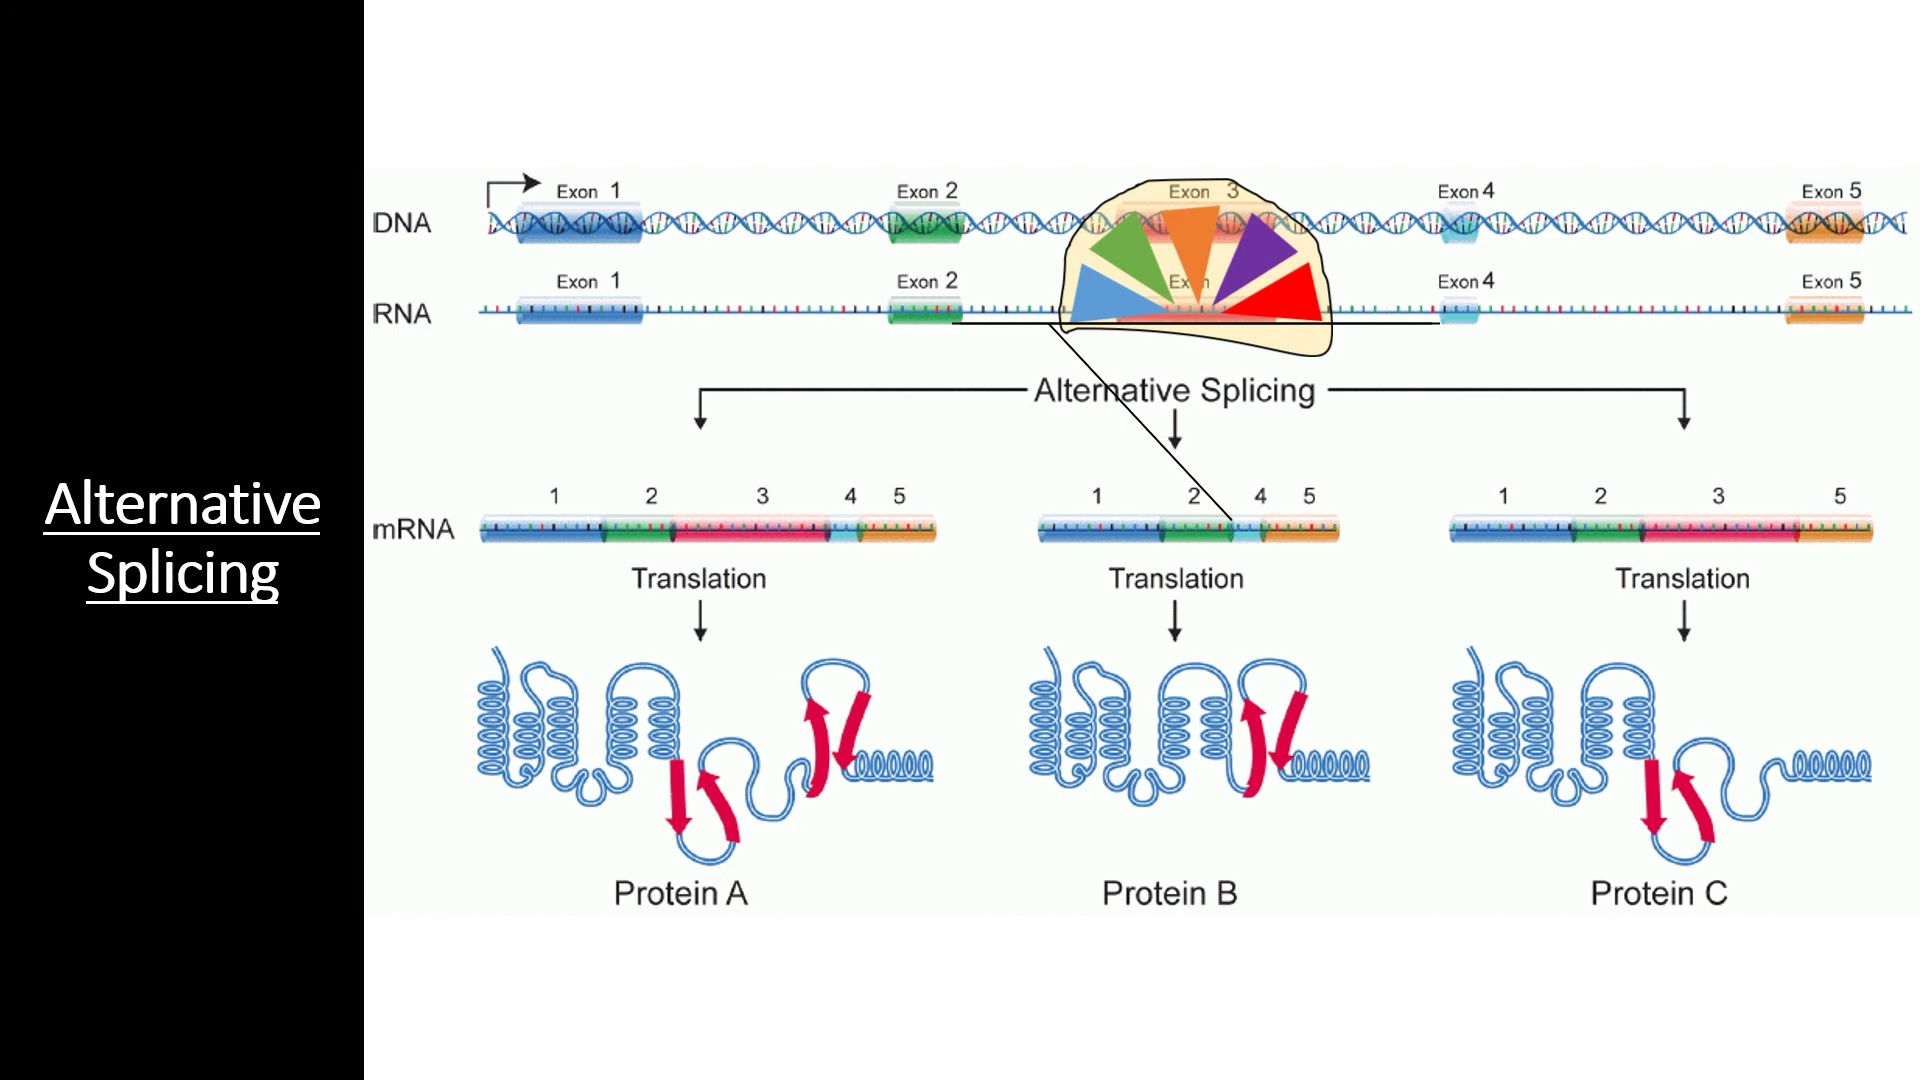 Alternative
Splicing
Exon 1
Exon 2
Exon 3
Exon 4
Exon 5
DNA
Exon 1
Exon 2
Exon 4
Exon 5
RNA
Alternative Splicing
1 2 3 4 5
1 2 4 5
1 2 3 5
mRNA
Translation
Translation
Translation
Protein A
Protein B
Protein C